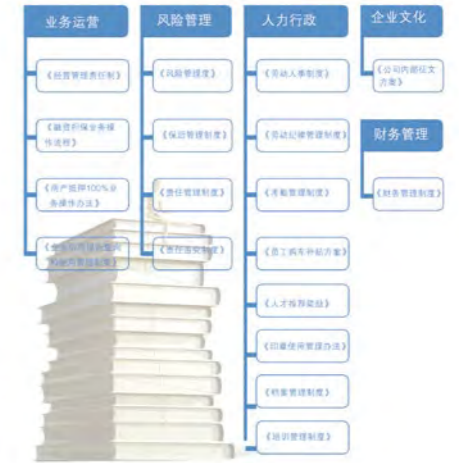 业务运营
《经营管理责任制》
《融资担保业务操
作流程》
《房产抵押100%业
务操作办法》
风险管理
《风险管理度》
《保后管理制度》
《责任管理制度》
《责任追究制度》
人力行政
《劳动人事制度》
《劳动纪律管理制度》
《考勤管理制度》
《员工购车补贴方案》
《人才推荐奖励》
《印章使用管理办法》
《档案管理制度》
《培训管理制度》
企业文化
《公司内部征文
方案》
财务管理
《财务管理制度》